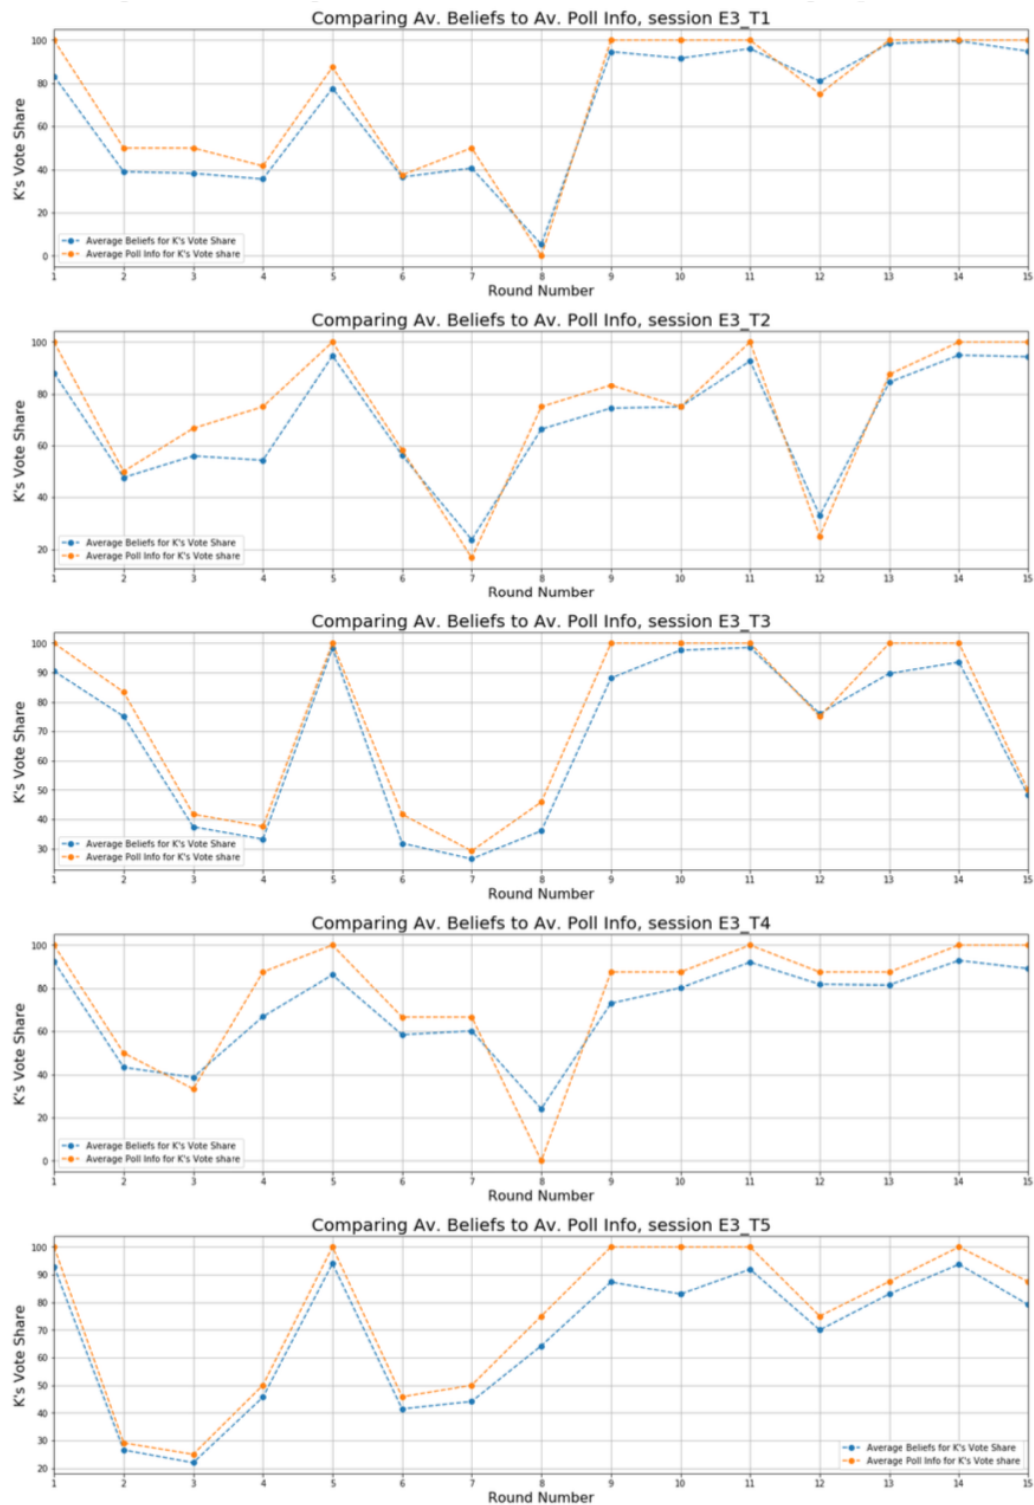 Comparing Av. Beliefs to Av. Poll Info, session E3_T1
100
80
60
40
20
0
K's Vote Share
Average Beliefs for K's Vote Share
Average Poll Info for K's Vote share
1 2 3 4 5 6 7 8 9 10 11 12 13 14 15
Round Number
Comparing Av. Beliefs to Av. Poll Info, session E3_T2
100
80
60
40
20
K's Vote Share
Average Beliefs for K's Vote Share
Average Poll Info for K's Vote share
1 2 3 4 5 6 7 8 9 10 11 12 13 14 15
Round Number
Comparing Av. Beliefs to Av. Poll Info, session E3_T3
100
90
80
70
60
50
40
30
K's Vote Share
Average Beliefs for K's Vote Share
Average Poll Info for K's Vote share
1 2 3 4 5 6 7 8 9 10 11 12 13 14 15
Round Number
Comparing Av. Beliefs to Av. Poll Info, session E3_T4
100
80
60
40
20
0
K's Vote Share
Average Beliefs for K's Vote Share
Average Poll Info for K's Vote share
1 2 3 4 5 6 7 8 9 10 11 12 13 14 15
Round Number
Comparing Av. Beliefs to Av. Poll Info, session E3_T5
100
90
80
70
60
50
40
30
20
K's Vote Share
Average Beliefs for K's Vote Share
Average Poll Info for K's Vote share
1 2 3 4 5 6 7 8 9 10 11 12 13 14 15
Round Number